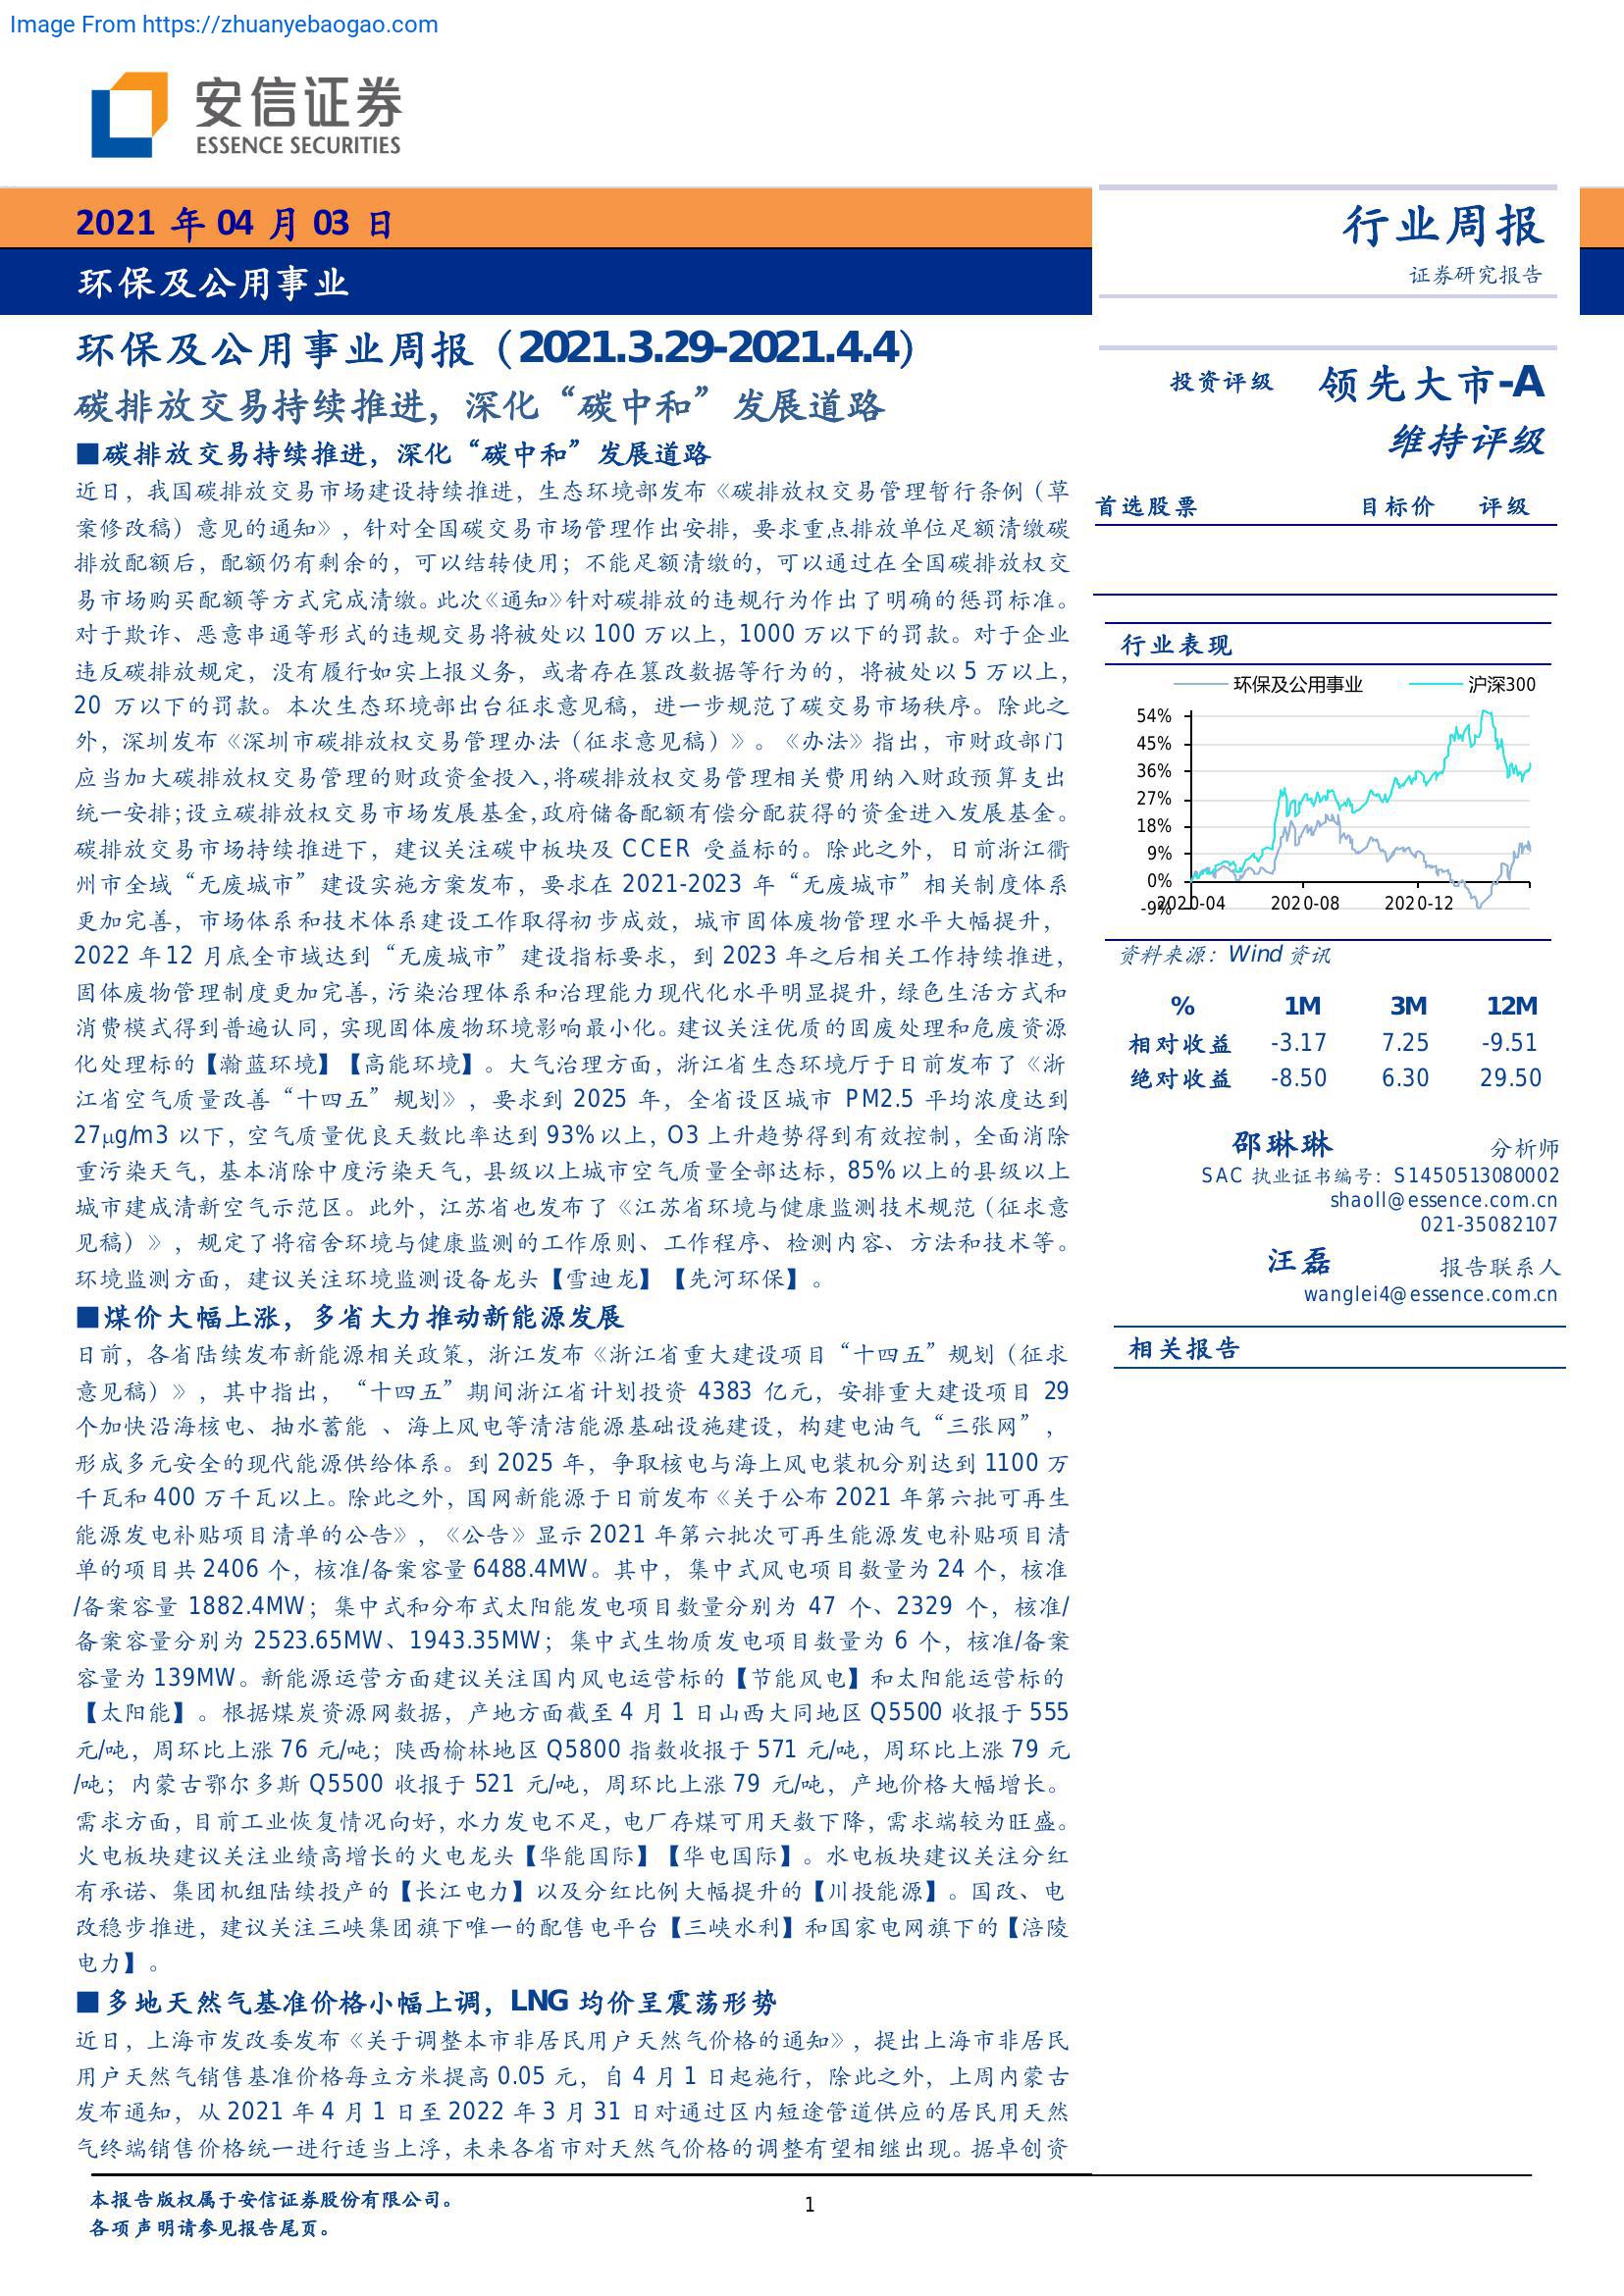 Image From https://zhuanyebaogao.com
安信证券
ESSENCE SECURITIES
2021 年 04 月 03 日
环保及公用事业
行业周报
证券研究报告
环保及公用事业周报（2021.3.29-2021.4.4）
碳排放交易持续推进，深化“碳中和”发展道路
■碳排放交易持续推进，深化“碳中和”发展道路
近日，我国碳排放交易市场建设持续推进，生态环境部发布《碳排放权交易管理暂行条例（草
案修改稿）意见的通知》，针对全国碳交易市场管理作出安排，要求重点排放单位足额清缴碳
排放配额后，配额仍有剩余的，可以结转使用；不能足额清缴的，可以通过在全国碳排放权交
易市场购买配额等方式完成清缴。此次《通知》针对碳排放的违规行为作出了明确的惩罚标准。
对于欺诈、恶意串通等形式的违规交易将被处以 100 万以上，1000 万以下的罚款。对于企业
违反碳排放规定，没有履行如实上报义务，或者存在篡改数据等行为的，将被处以 5 万以上，
20 万以下的罚款。本次生态环境部出台征求意见稿，进一步规范了碳交易市场秩序。除此之
外，深圳发布《深圳市碳排放权交易管理办法（征求意见稿）》。《办法》指出，市财政部门
应当加大碳排放权交易管理的财政资金投入,将碳排放权交易管理相关费用纳入财政预算支出
统一安排;设立碳排放权交易市场发展基金,政府储备配额有偿分配获得的资金进入发展基金。
碳排放交易市场持续推进下，建议关注碳中板块及 CCER 受益标的。除此之外，日前浙江衢
州市全域“无废城市”建设实施方案发布，要求在 2021-2023 年“无废城市”相关制度体系
更加完善，市场体系和技术体系建设工作取得初步成效，城市固体废物管理水平大幅提升，
2022 年 12 月底全市域达到“无废城市”建设指标要求，到 2023 年之后相关工作持续推进，
固体废物管理制度更加完善，污染治理体系和治理能力现代化水平明显提升，绿色生活方式和
消费模式得到普遍认同，实现固体废物环境影响最小化。建议关注优质的固废处理和危废资源
化处理标的【瀚蓝环境】【高能环境】。大气治理方面，浙江省生态环境厅于日前发布了《浙
江省空气质量改善“十四五”规划》，要求到 2025 年，全省设区城市 PM2.5 平均浓度达到
27μg/m3 以下，空气质量优良天数比率达到 93%以上，O3 上升趋势得到有效控制，全面消除
重污染天气，基本消除中度污染天气，县级以上城市空气质量全部达标，85%以上的县级以上
城市建成清新空气示范区。此外，江苏省也发布了《江苏省环境与健康监测技术规范（征求意
见稿）》，规定了将宿舍环境与健康监测的工作原则、工作程序、检测内容、方法和技术等。
环境监测方面，建议关注环境监测设备龙头【雪迪龙】【先河环保】。
■煤价大幅上涨，多省大力推动新能源发展
日前，各省陆续发布新能源相关政策，浙江发布《浙江省重大建设项目“十四五”规划（征求
意见稿）》，其中指出，“十四五”期间浙江省计划投资 4383 亿元，安排重大建设项目 29
个加快沿海核电、抽水蓄能 、海上风电等清洁能源基础设施建设，构建电油气“三张网”，
形成多元安全的现代能源供给体系。到 2025 年，争取核电与海上风电装机分别达到 1100 万
千瓦和 400 万千瓦以上。除此之外，国网新能源于日前发布《关于公布 2021 年第六批可再生
能源发电补贴项目清单的公告》，《公告》显示 2021 年第六批次可再生能源发电补贴项目清
单的项目共 2406 个，核准/备案容量 6488.4MW。其中，集中式风电项目数量为 24 个，核准
/备案容量 1882.4MW；集中式和分布式太阳能发电项目数量分别为 47 个、2329 个，核准/
备案容量分别为 2523.65MW、1943.35MW；集中式生物质发电项目数量为 6 个，核准/备案
容量为 139MW。新能源运营方面建议关注国内风电运营标的【节能风电】和太阳能运营标的
【太阳能】。根据煤炭资源网数据，产地方面截至 4 月 1 日山西大同地区 Q5500 收报于 555
元/吨，周环比上涨 76 元/吨；陕西榆林地区 Q5800 指数收报于 571 元/吨，周环比上涨 79 元
/吨；内蒙古鄂尔多斯 Q5500 收报于 521 元/吨，周环比上涨 79 元/吨，产地价格大幅增长。
需求方面，目前工业恢复情况向好，水力发电不足，电厂存煤可用天数下降，需求端较为旺盛。
火电板块建议关注业绩高增长的火电龙头【华能国际】【华电国际】。水电板块建议关注分红
有承诺、集团机组陆续投产的【长江电力】以及分红比例大幅提升的【川投能源】。国改、电
改稳步推进，建议关注三峡集团旗下唯一的配售电平台【三峡水利】和国家电网旗下的【涪陵
电力】。
■多地天然气基准价格小幅上调，LNG 均价呈震荡形势
近日，上海市发改委发布《关于调整本市非居民用户天然气价格的通知》，提出上海市非居民
用户天然气销售基准价格每立方米提高 0.05 元，自 4 月 1 日起施行，除此之外，上周内蒙古
发布通知，从 2021 年 4 月 1 日至 2022 年 3 月 31 日对通过区内短途管道供应的居民用天然
气终端销售价格统一进行适当上浮，未来各省市对天然气价格的调整有望相继出现。据卓创资
投资评级 领先大市-A
维持评级
首选股票 目标价 评级
行业表现
环保及公用事业 沪深300
54%
45%
36%
27%
18%
9%
0%
-9%
2020-04 2020-08 2020-12
资料来源：Wind 资讯
% 1M 3M 12M
相对收益 -3.17 7.25 -9.51
绝对收益 -8.50 6.30 29.50
邵琳琳 分析师
SAC 执业证书编号：S1450513080002
shaoll@essence.com.cn
021-35082107
汪磊 报告联系人
wanglei4@essence.com.cn
相关报告
本报告版权属于安信证券股份有限公司。
各项声明请参见报告尾页。
1